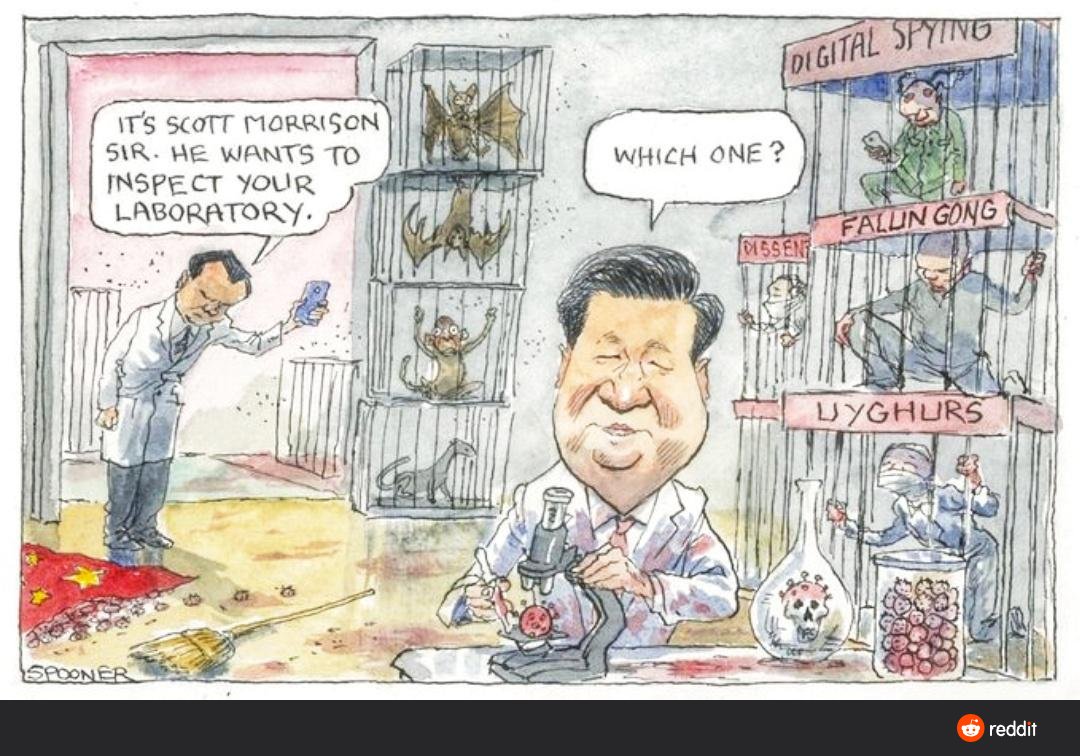 IT'S SCOTT MORRISON
SIR. HE WANTS TO
INSPECT YOUR
LABORATORY.
WHICH ONE?
DIGITAL SPYING
DISSENT
FALUN GONG
UYGHURS
SPOONER
reddit